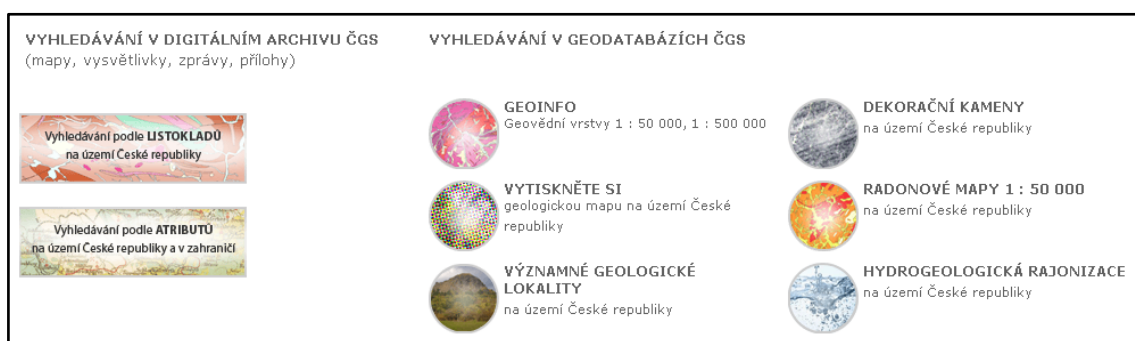 VYHLEDÁVÁNÍ V DIGITÁLNÍM ARCHIVU ČGS
(mapy, vysvětlivky, zprávy, přílohy)
Vyhledávání podle LISTOKLADŮ
na území České republiky
Vyhledávání podle ATRIBUTŮ
na území České republiky a v zahraničí
VYHLEDÁVÁNÍ V GEODATABÁZÍCH ČGS
GEOINFO
Geovědní vrstvy 1 : 50 000, 1 : 500 000
VYTISKNĚTE SI
geologickou mapu na území České
republiky
VÝZNAMNÉ GEOLOGICKÉ
LOKALITY
na území České republiky
DEKORAČNÍ KAMENY
na území České republiky
RADONOVÉ MAPY 1 : 50 000
na území České republiky
HYDROGEOLOGICKÁ RAJONIZACE
na území České republiky